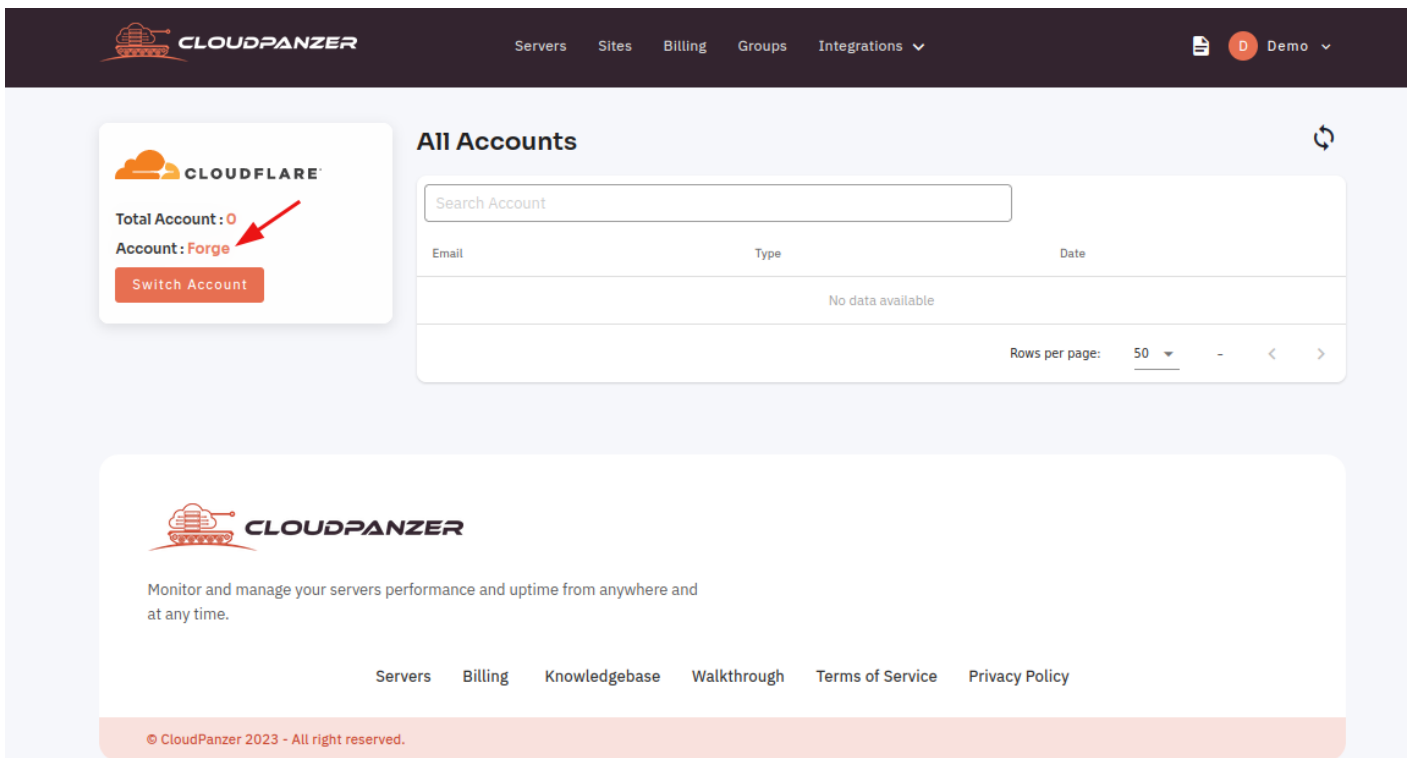 CLOUDPANZER
Servers Sites Billing Groups Integrations
D Demo
CLOUDFLARE
Total Account : 0
Account : Forge
Switch Account
All Accounts
Search Account
Email Type Date
No data available
Rows per page: 50 -
CLOUDPANZER
Monitor and manage your servers performance and uptime from anywhere and
at any time.
Servers Billing Knowledgebase Walkthrough Terms of Service Privacy Policy
© CloudPanzer 2023 - All right reserved.